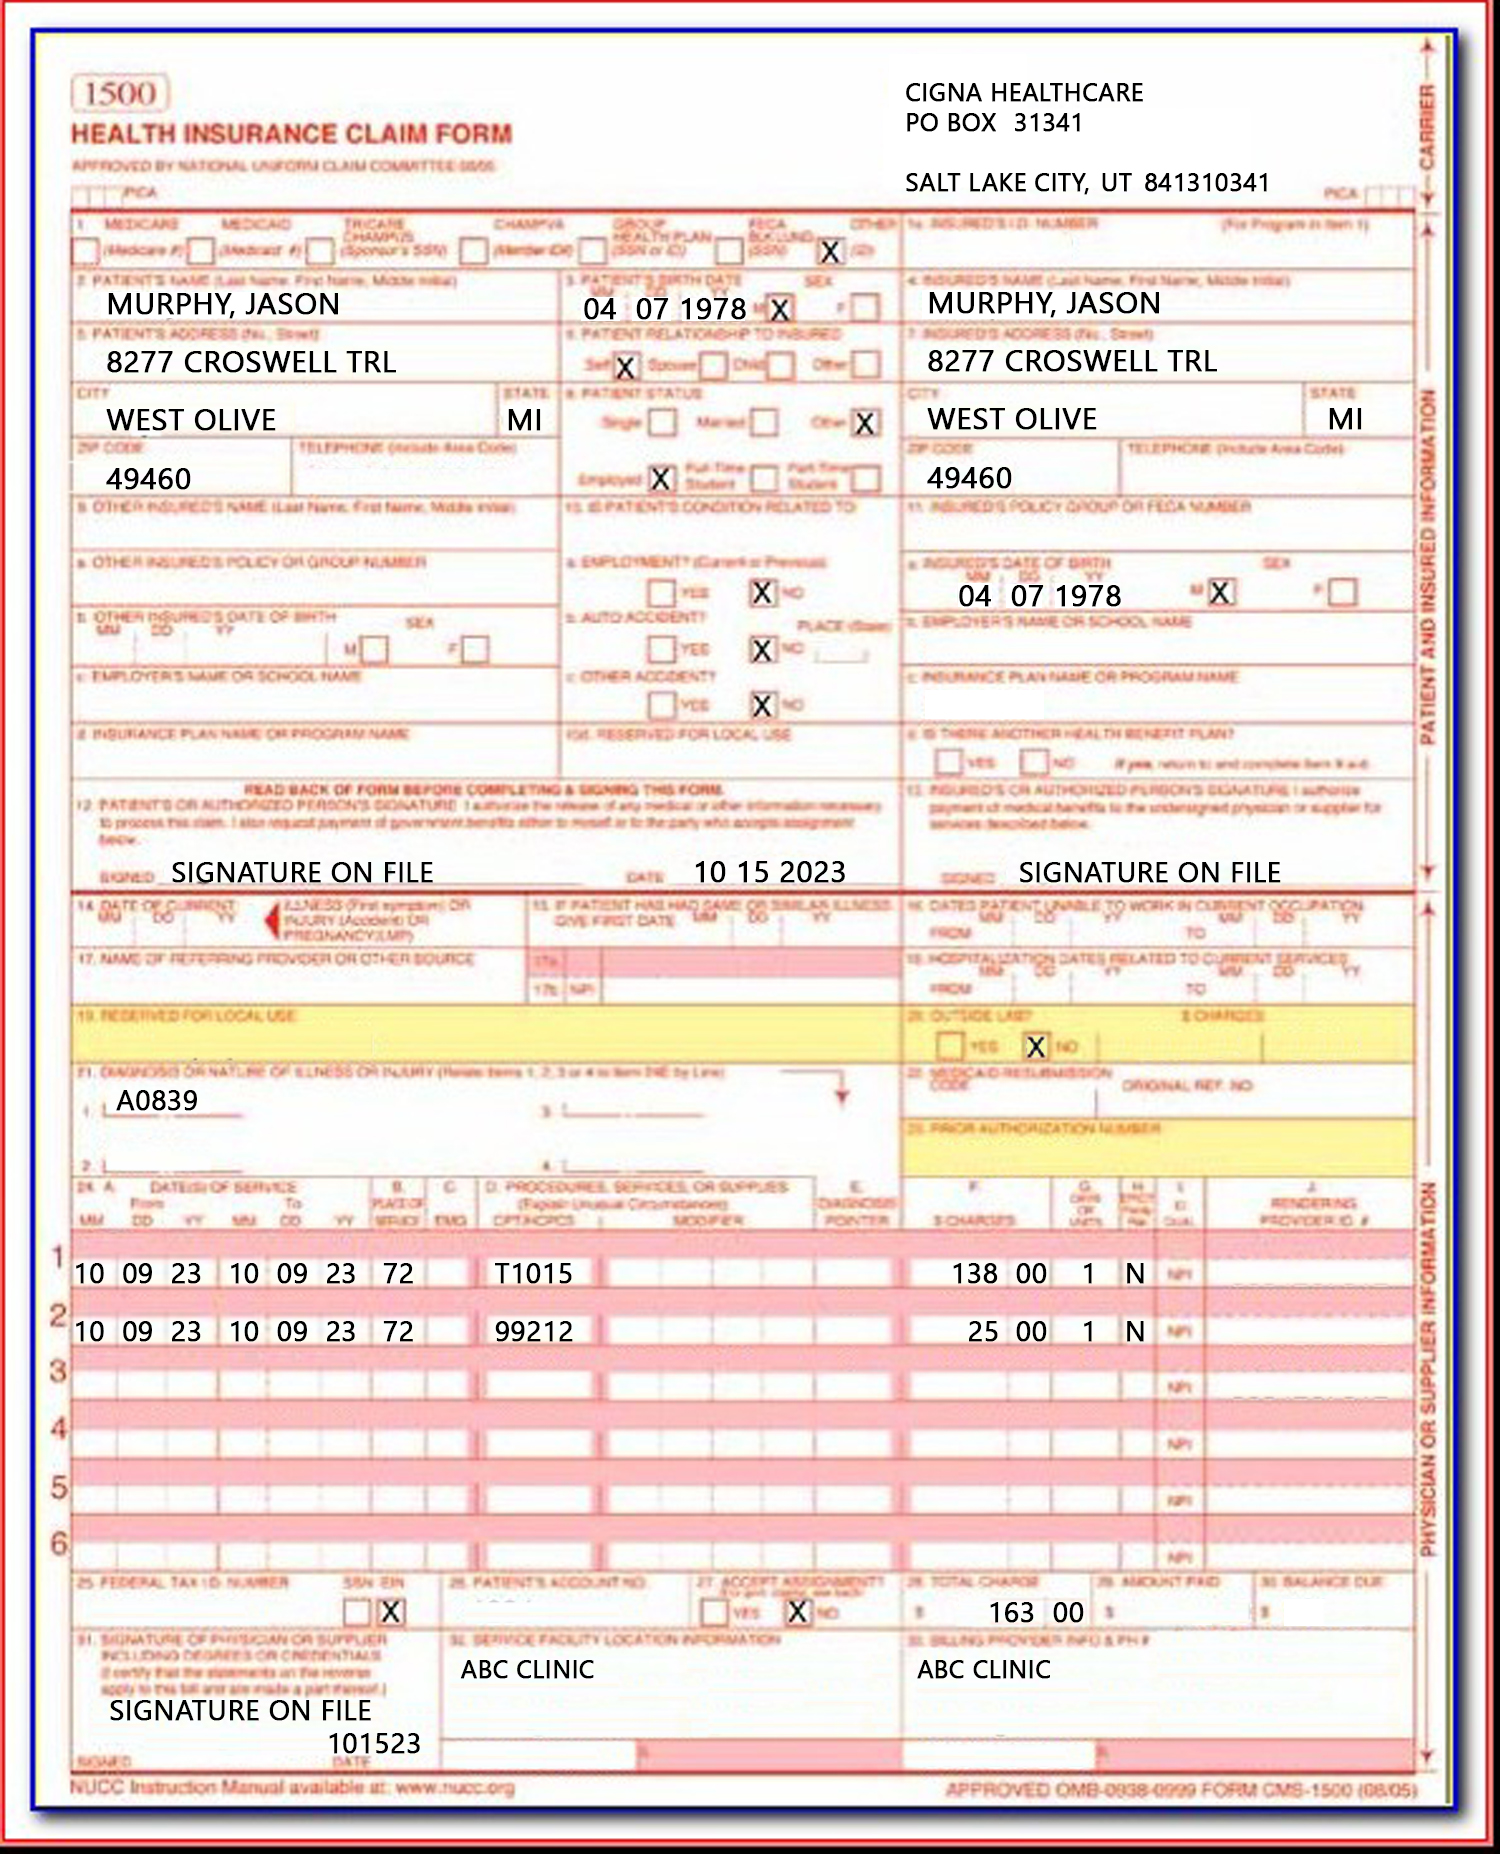 1500
HEALTH INSURANCE CLAIM FORM
APPROVED BY NATIONAL UNIFORM CLAIM COMMITTEE 08/05
PICA
CIGNA HEALTHCARE
PO BOX 31341
SALT LAKE CITY, UT 841310341
PICA
CARRIER
1. MEDICARE MEDICAID TRICARE CHAMPUS CHAMPVA GROUP HEALTH PLAN FECA BLK LUNG OTHER
(Medicare #) (Medicaid #) (Sponsor's SSN) (Member ID#) (SSN or ID) (SSN) X (ID)
1a. INSURED'S I.D. NUMBER (For Program in Item 1)
2. PATIENT'S NAME (Last Name, First Name, Middle Initial)
MURPHY, JASON
3. PATIENT'S BIRTH DATE SEX
MM DD YY
04 07 1978 M X F
4. INSURED'S NAME (Last Name, First Name, Middle Initial)
MURPHY, JASON
5. PATIENT'S ADDRESS (No., Street)
8277 CROSWELL TRL
6. PATIENT RELATIONSHIP TO INSURED
Self X Spouse Child Other
7. INSURED'S ADDRESS (No., Street)
8277 CROSWELL TRL
CITY STATE
WEST OLIVE MI
8. PATIENT STATUS
Single Married Other X
CITY STATE
WEST OLIVE MI
ZIP CODE TELEPHONE (Include Area Code)
49460
Employed X Full-Time Student Part-Time Student
ZIP CODE TELEPHONE (Include Area Code)
49460
9. OTHER INSURED'S NAME (Last Name, First Name, Middle Initial)
10. IS PATIENT'S CONDITION RELATED TO:
11. INSURED'S POLICY GROUP OR FECA NUMBER
a. OTHER INSURED'S POLICY OR GROUP NUMBER
a. EMPLOYMENT? (Current or Previous)
YES X NO
a. INSURED'S DATE OF BIRTH SEX
MM DD YY
04 07 1978 M X F
b. OTHER INSURED'S DATE OF BIRTH SEX
MM DD YY M F
b. AUTO ACCIDENT? PLACE (State)
YES X NO
b. EMPLOYER'S NAME OR SCHOOL NAME
c. EMPLOYER'S NAME OR SCHOOL NAME
c. OTHER ACCIDENT?
YES X NO
c. INSURANCE PLAN NAME OR PROGRAM NAME
d. INSURANCE PLAN NAME OR PROGRAM NAME
10d. RESERVED FOR LOCAL USE
d. IS THERE ANOTHER HEALTH BENEFIT PLAN?
YES NO If yes, return to and complete item 9 a-d.
READ BACK OF FORM BEFORE COMPLETING & SIGNING THIS FORM.
12. PATIENT'S OR AUTHORIZED PERSON'S SIGNATURE I authorize the release of any medical or other information necessary
to process this claim. I also request payment of government benefits either to myself or to the party who accepts assignment
below.
SIGNED SIGNATURE ON FILE DATE 10 15 2023
13. INSURED'S OR AUTHORIZED PERSON'S SIGNATURE I authorize
payment of medical benefits to the undersigned physician or supplier for
services described below.
SIGNED SIGNATURE ON FILE
PATIENT AND INSURED INFORMATION
14. DATE OF CURRENT: ILLNESS (First symptom) OR
MM DD YY INJURY (Accident) OR
PREGNANCY (LMP)
15. IF PATIENT HAS HAD SAME OR SIMILAR ILLNESS
GIVE FIRST DATE MM DD YY
16. DATES PATIENT UNABLE TO WORK IN CURRENT OCCUPATION
MM DD YY MM DD YY
FROM TO
17. NAME OF REFERRING PROVIDER OR OTHER SOURCE
17a.
17b. NPI
18. HOSPITALIZATION DATES RELATED TO CURRENT SERVICES
MM DD YY MM DD YY
FROM TO
19. RESERVED FOR LOCAL USE
20. OUTSIDE LAB? $ CHARGES
YES X NO
21. DIAGNOSIS OR NATURE OF ILLNESS OR INJURY (Relate Items 1, 2, 3 or 4 to Item 24E by Line)
1. A0839 3.
2. 4.
22. MEDICAID RESUBMISSION
CODE ORIGINAL REF. NO.
23. PRIOR AUTHORIZATION NUMBER
24. A. DATE(S) OF SERVICE B. C. D. PROCEDURES, SERVICES, OR SUPPLIES E. F. G. H. I. J.
From To PLACE OF (Explain Unusual Circumstances) DIAGNOSIS DAYS OR EPSDT Family ID. RENDERING
MM DD YY MM DD YY SERVICE EMG CPT/HCPCS MODIFIER POINTER $ CHARGES UNITS Plan QUAL. PROVIDER ID. #
1 10 09 23 10 09 23 72 T1015 138 00 1 N NPI
2 10 09 23 10 09 23 72 99212 25 00 1 N NPI
3 NPI
4 NPI
5 NPI
6 NPI
25. FEDERAL TAX I.D. NUMBER SSN EIN
X
26. PATIENT'S ACCOUNT NO.
27. ACCEPT ASSIGNMENT?
(For govt. claims, see back)
YES X NO
28. TOTAL CHARGE
$ 163 00
29. AMOUNT PAID
$
30. BALANCE DUE
$
31. SIGNATURE OF PHYSICIAN OR SUPPLIER
INCLUDING DEGREES OR CREDENTIALS
(I certify that the statements on the reverse
apply to this bill and are made a part thereof.)
SIGNATURE ON FILE
101523
SIGNED DATE
32. SERVICE FACILITY LOCATION INFORMATION
ABC CLINIC
33. BILLING PROVIDER INFO & PH #
ABC CLINIC
PHYSICIAN OR SUPPLIER INFORMATION
NUCC Instruction Manual available at: www.nucc.org
APPROVED OMB-0938-0999 FORM CMS-1500 (08/05)